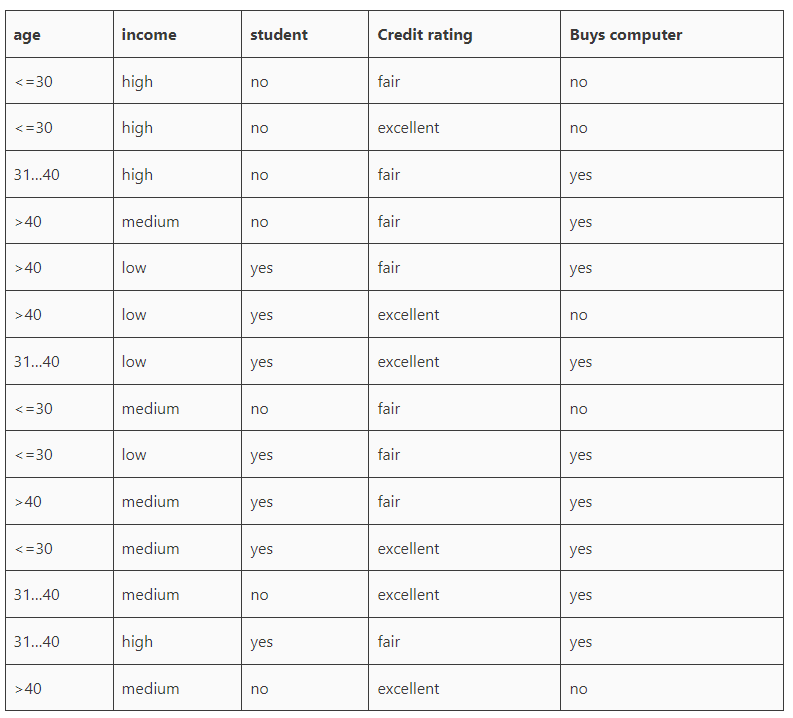 age income student Credit rating Buys computer
<=30 high no fair no
<=30 high no excellent no
31...40 high no fair yes
>40 medium no fair yes
>40 low yes fair yes
>40 low yes excellent no
31...40 low yes excellent yes
<=30 medium no fair no
<=30 low yes fair yes
>40 medium yes fair yes
<=30 medium yes excellent yes
31...40 medium no excellent yes
31...40 high yes fair yes
>40 medium no excellent no